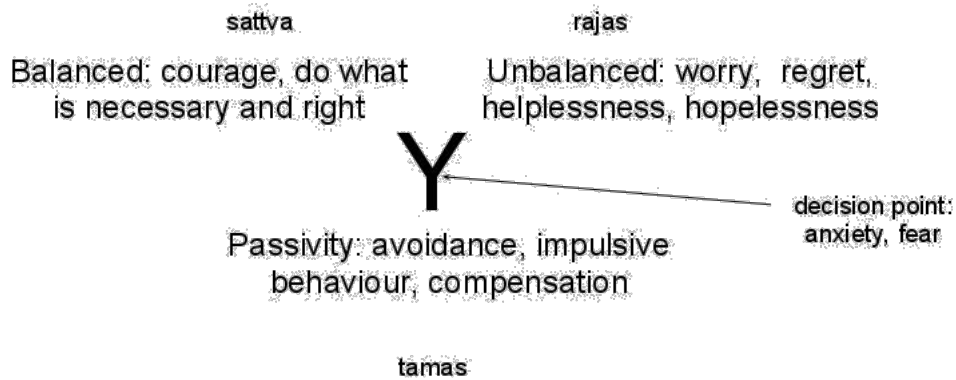 sattva
rajas
Balanced: courage, do what
is necessary and right
Unbalanced: worry, regret,
helplessness, hopelessness
Y
decision point:
anxiety, fear
Passivity: avoidance, impulsive
behaviour, compensation
tamas